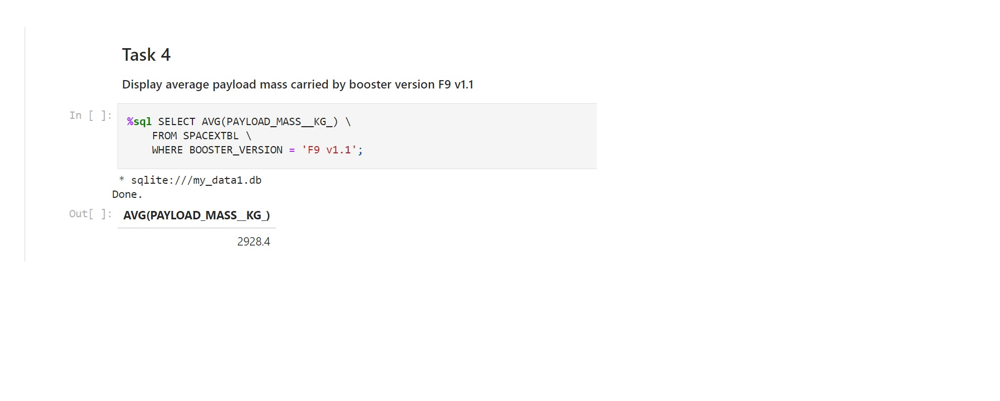 Task 4
Display average payload mass carried by booster version F9 v1.1
In [ ]:
%sql SELECT AVG(PAYLOAD_MASS__KG_) \
FROM SPACEXTBL \
WHERE BOOSTER_VERSION = 'F9 v1.1';
* sqlite:///my_data1.db
Done.
Out[ ]:
AVG(PAYLOAD_MASS__KG_)
2928.4